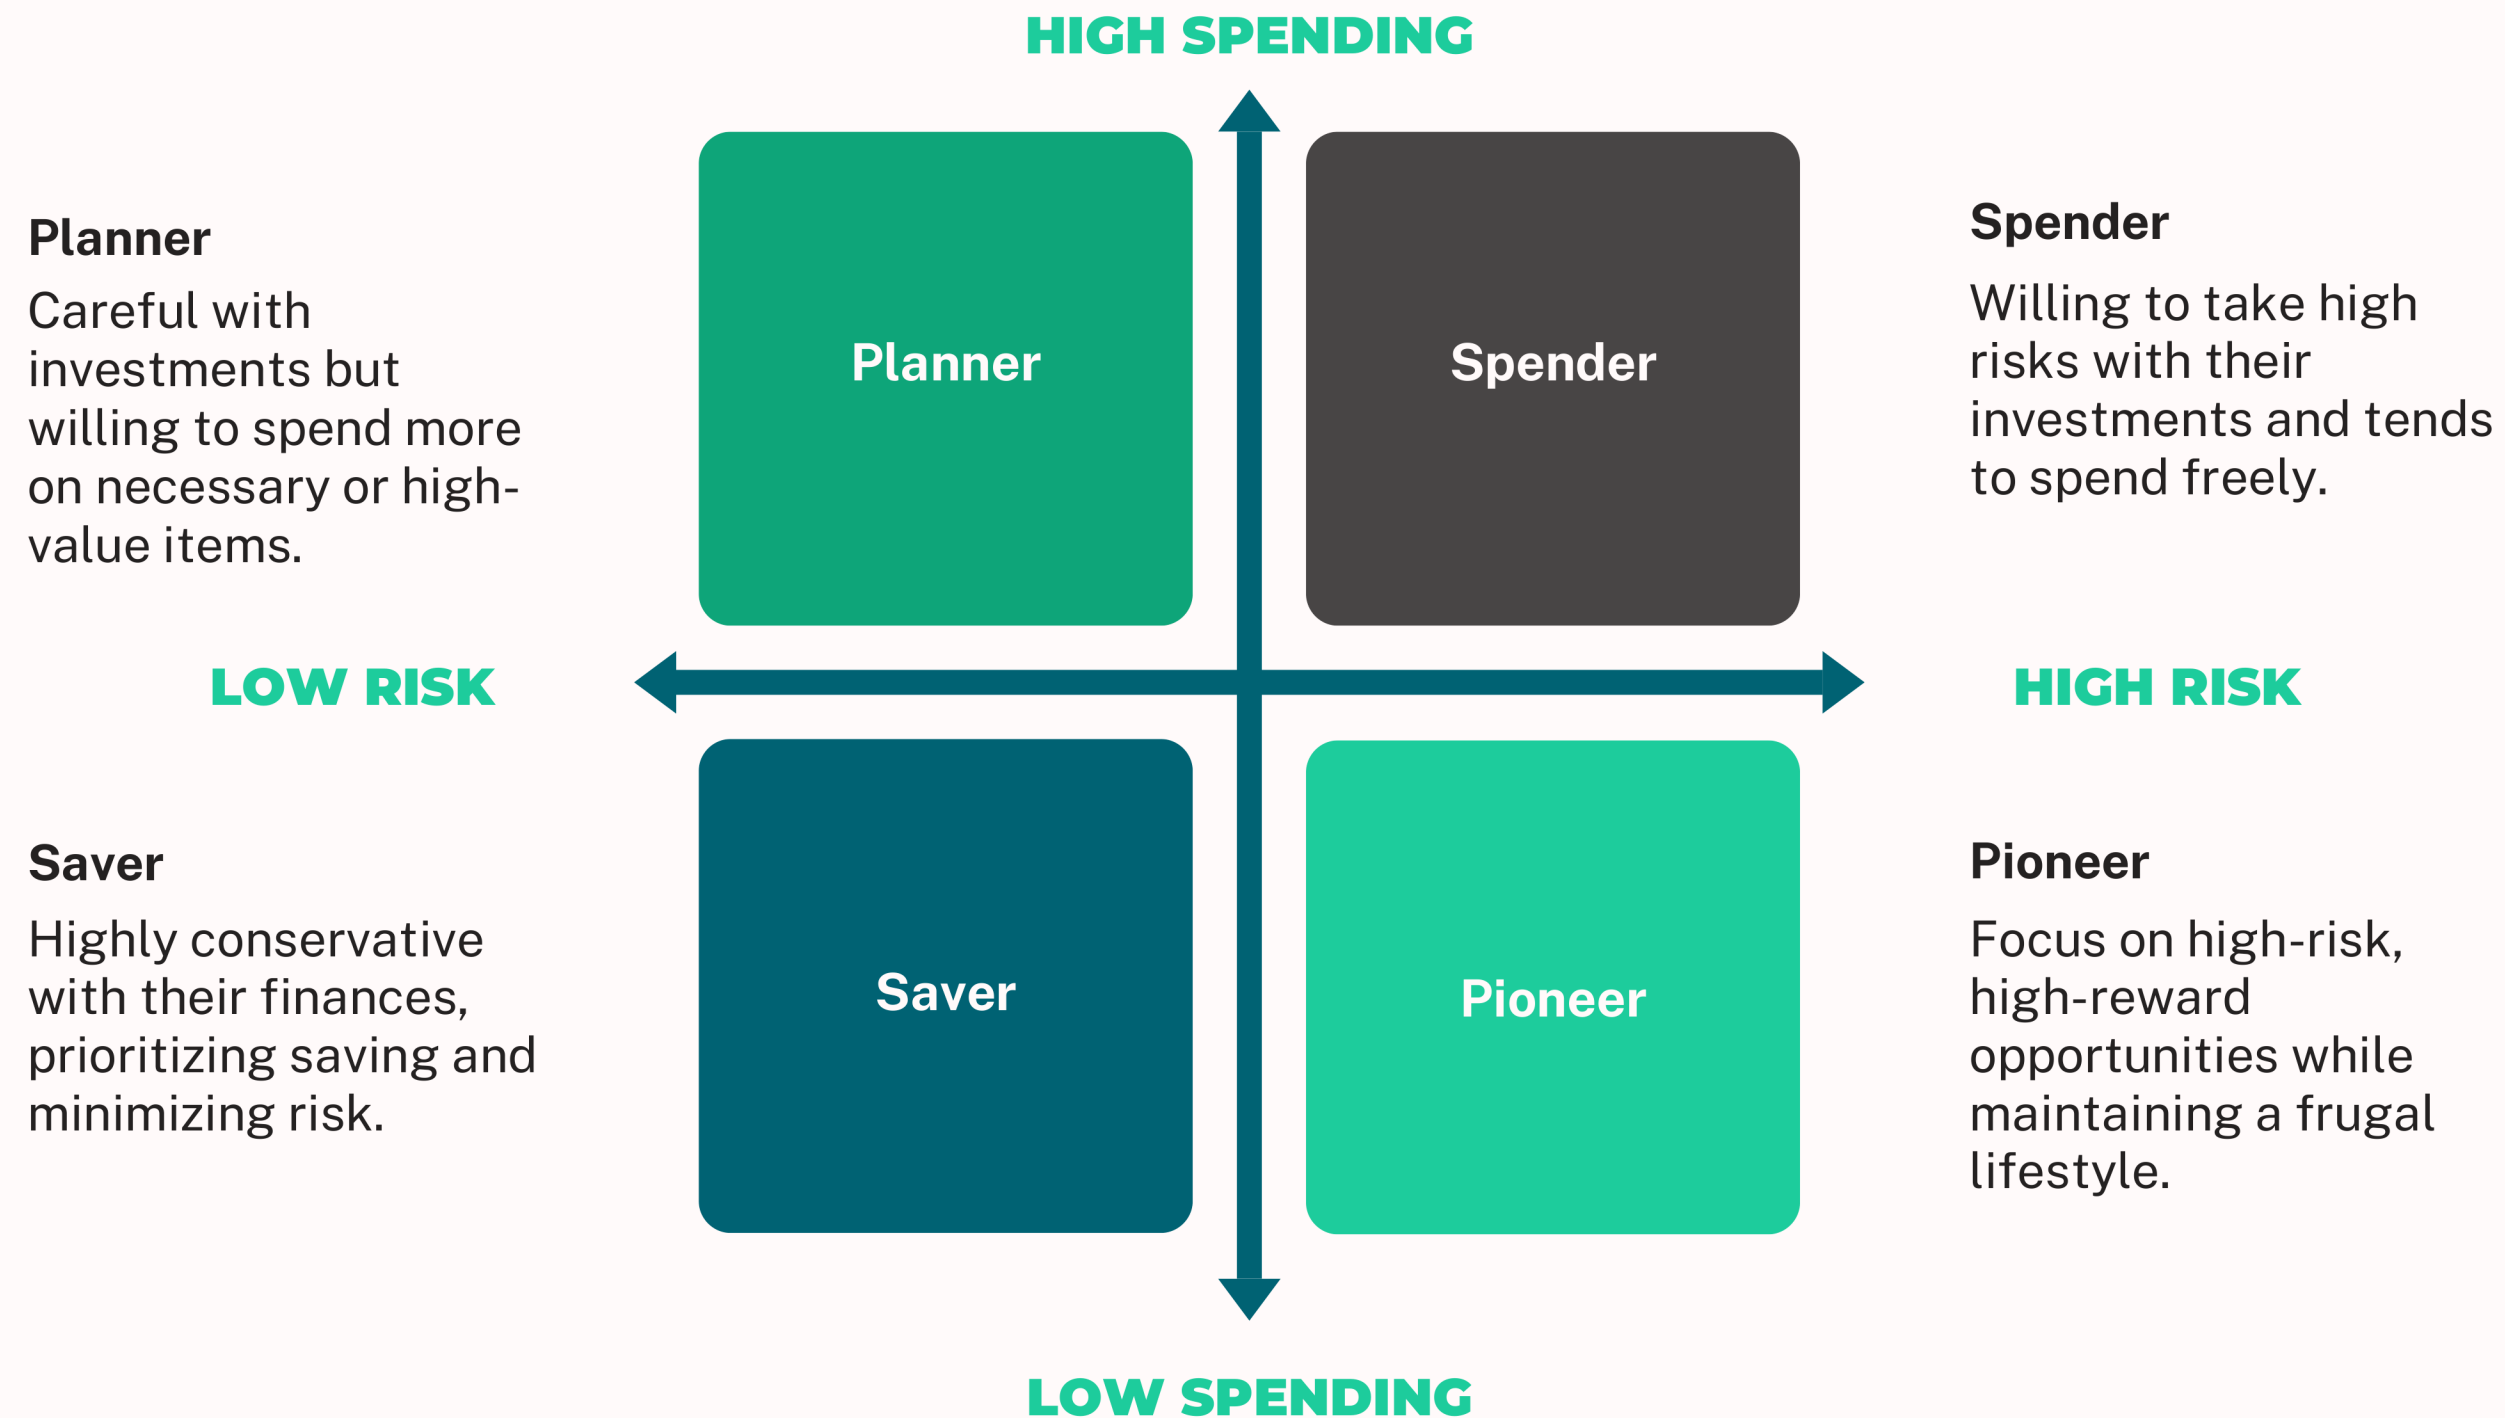 HIGH SPENDING
Planner
Careful with
investments but
willing to spend more
on necessary or high-
value items.
Planner
Spender
Spender
Willing to take high
risks with their
investments and tends
to spend freely.
LOW RISK
HIGH RISK
Saver
Highly conservative
with their finances,
prioritizing saving and
minimizing risk.
Saver
Pioneer
Pioneer
Focus on high-risk,
high-reward
opportunities while
maintaining a frugal
lifestyle.
LOW SPENDING